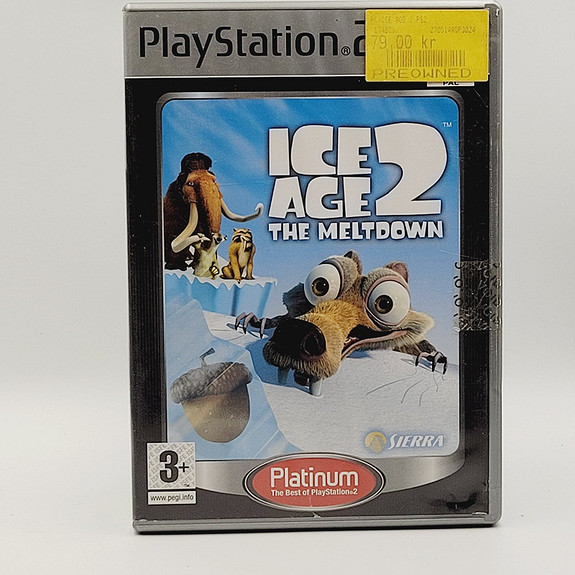 PlayStation®2
79,00 kr
PREOWNED
PAL
ICE
AGE 2
™
THE MELTDOWN
SIERRA
3+
www.pegi.info
Platinum
The Best of PlayStation®2